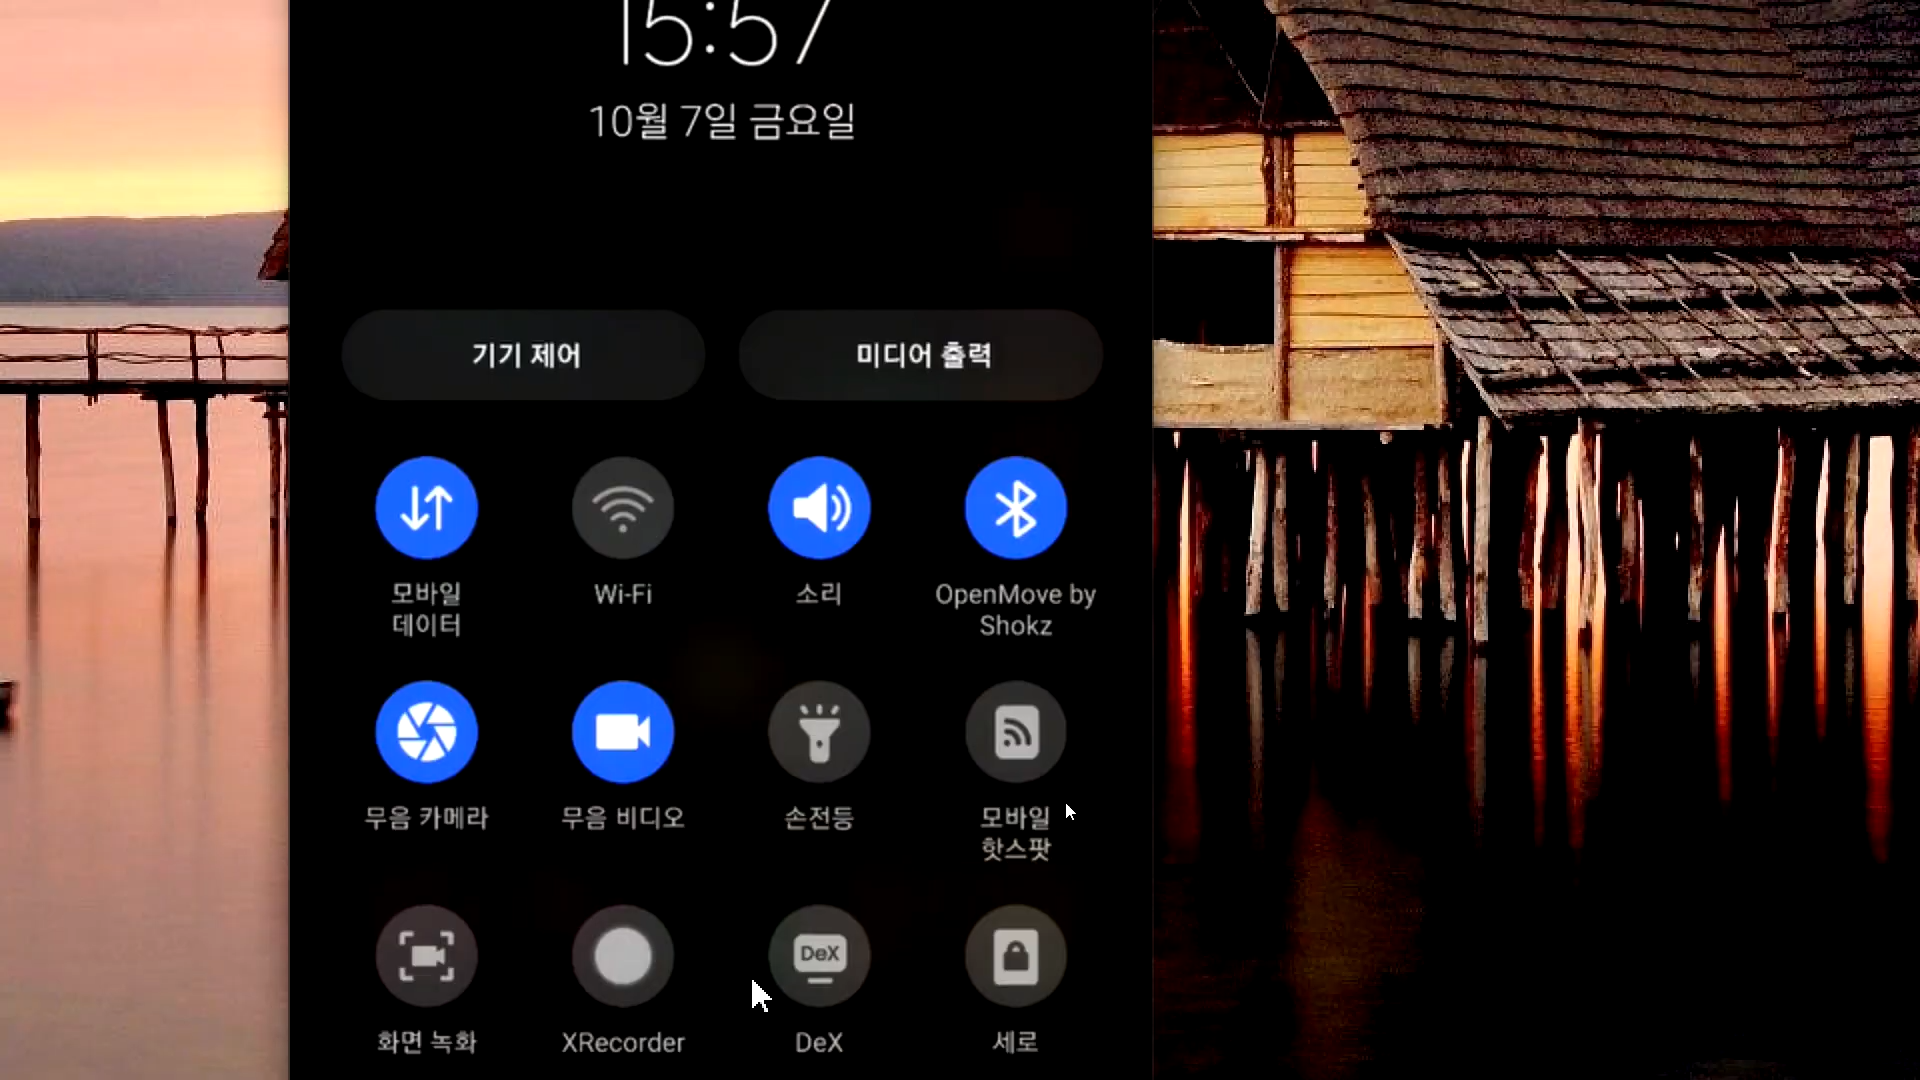 15:57
10월 7일 금요일
기기 제어
미디어 출력
모바일
데이터
Wi-Fi
소리
OpenMove by
Shokz
무음 카메라
무음 비디오
손전등
모바일
핫스팟
DeX
화면 녹화
XRecorder
DeX
세로